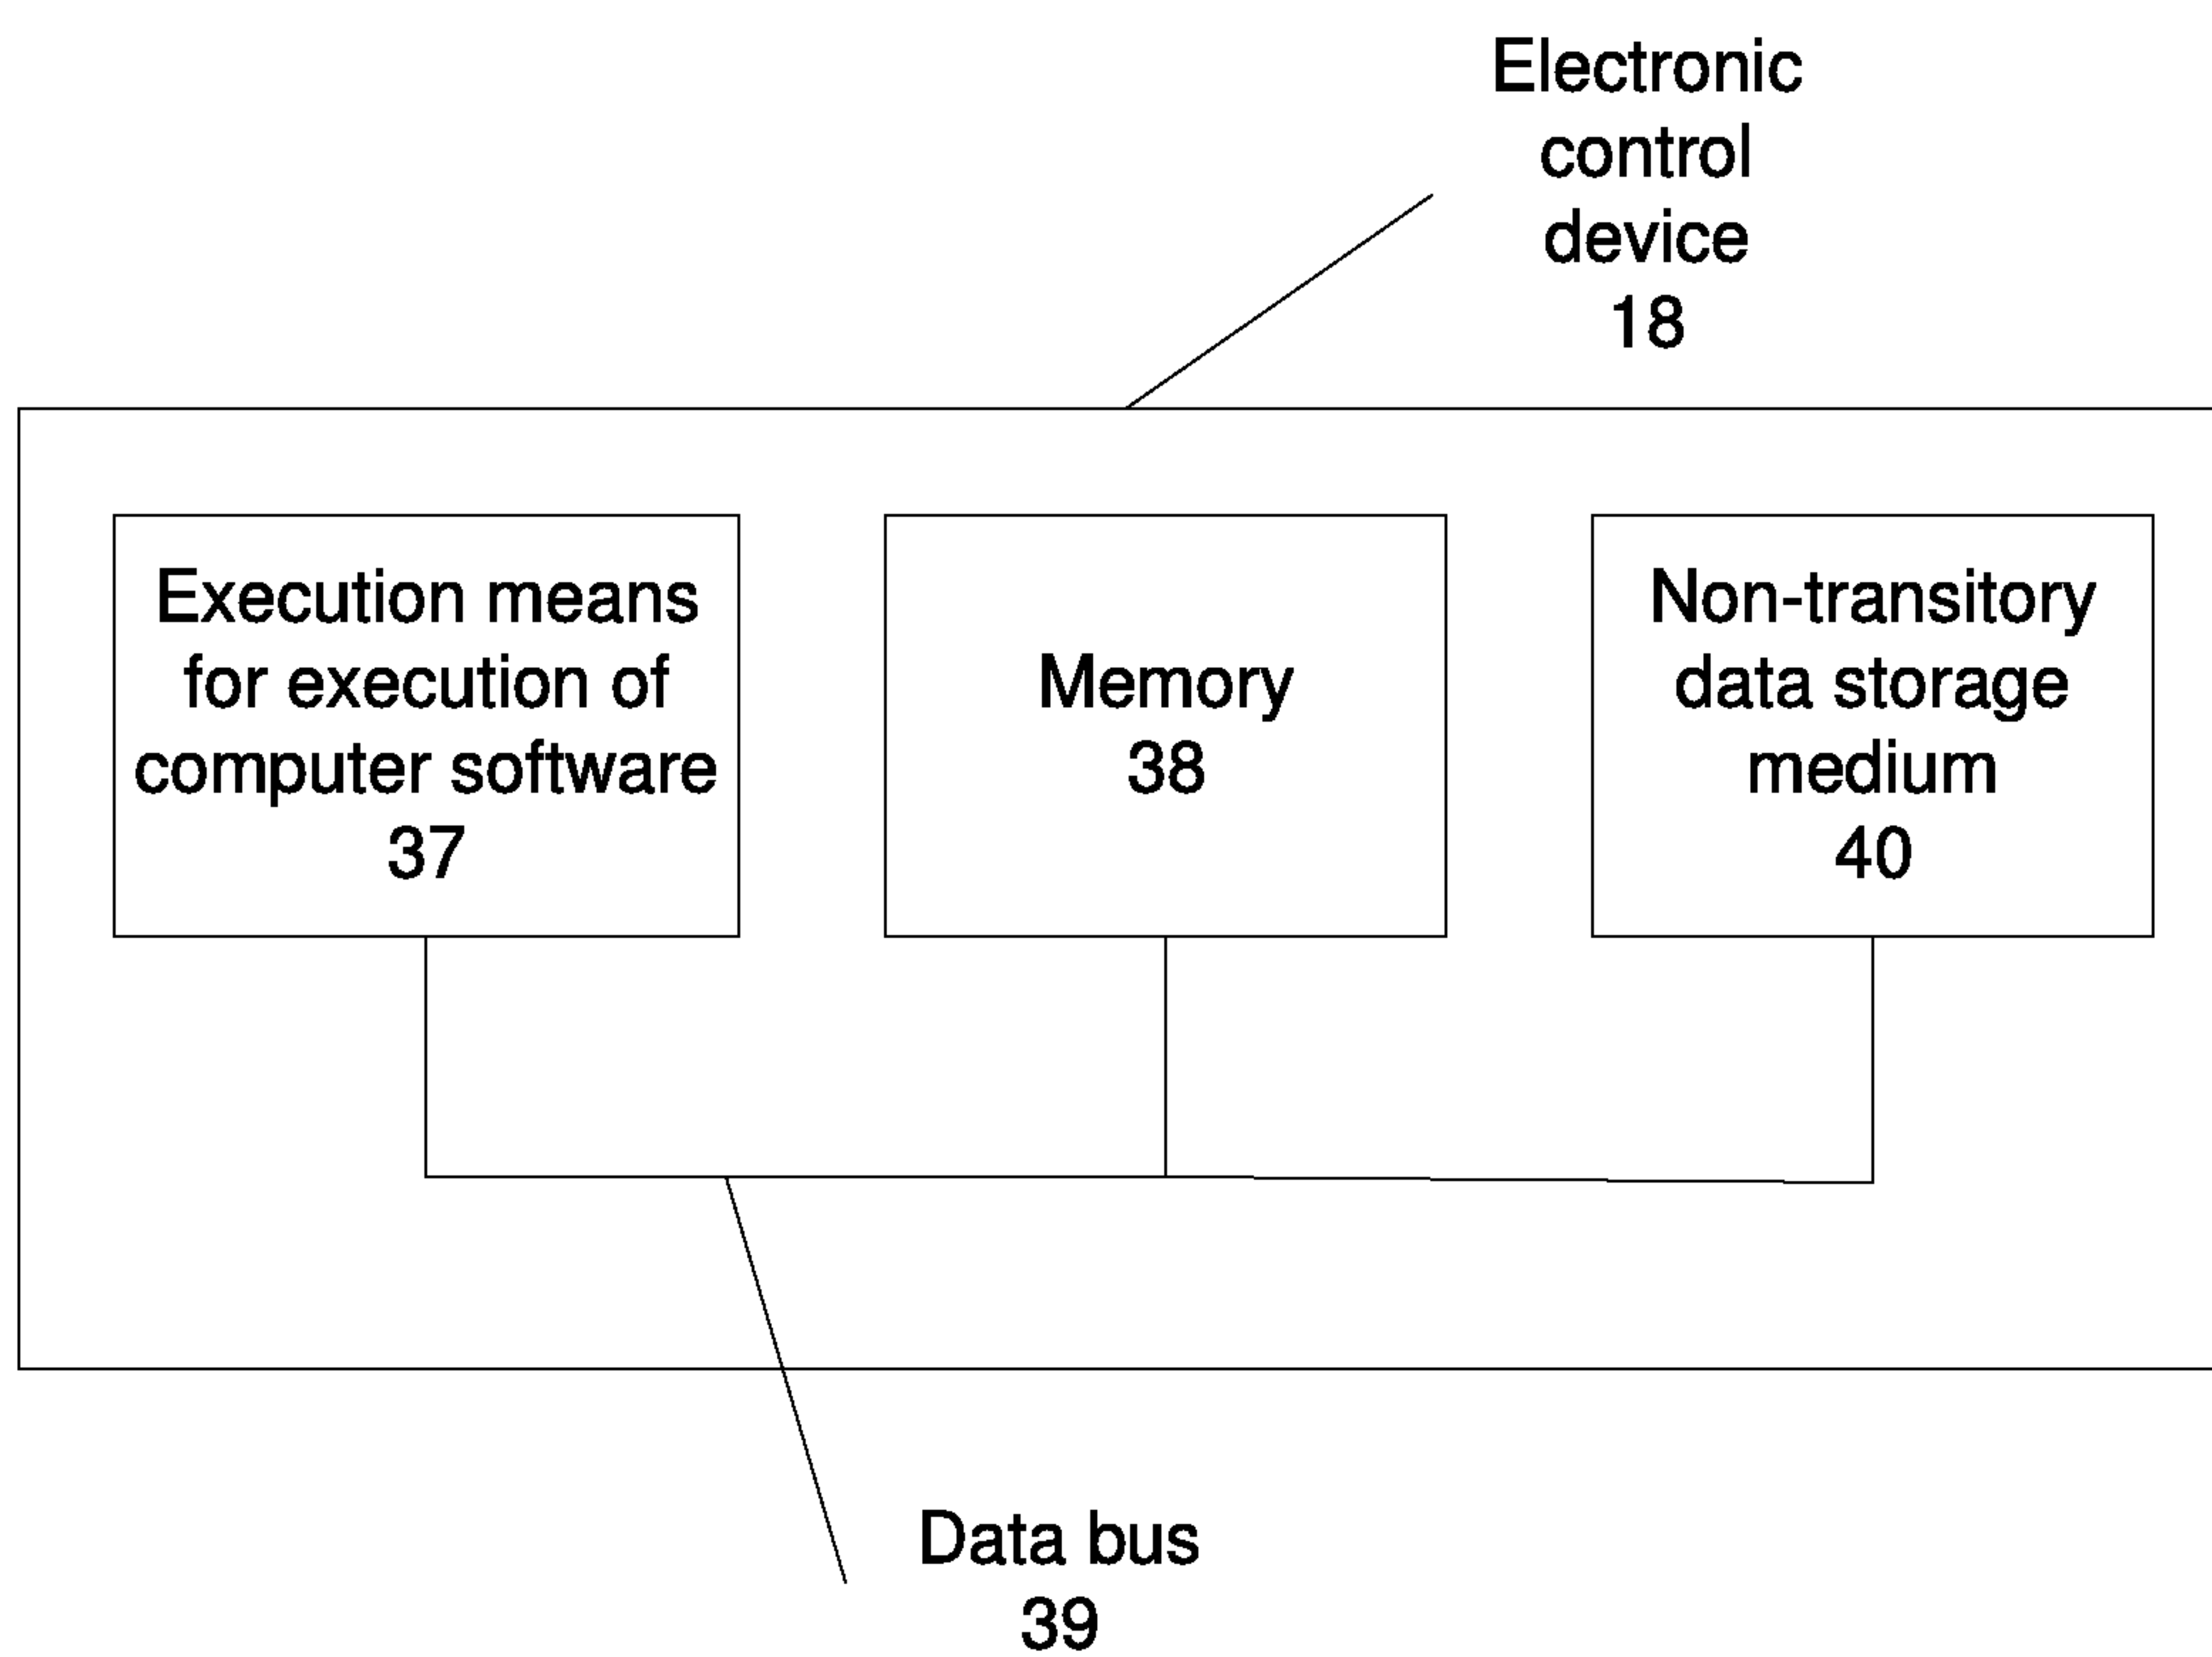 Electronic
control
device
18
Execution means
for execution of
computer software
37
Memory
38
Non-transitory
data storage
medium
40
Data bus
39